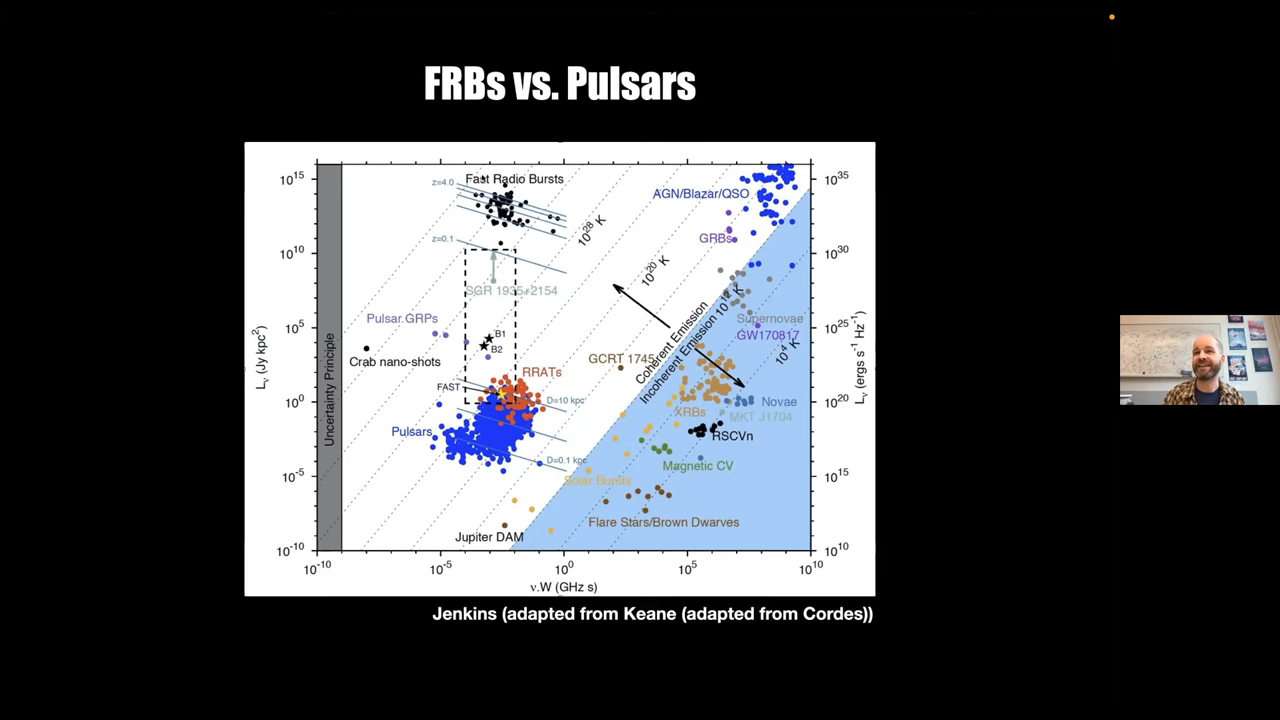 FRBs vs. Pulsars
10^15
10^10
10^5
10^0
10^-5
10^-10
L_ν (Jy kpc²)
Uncertainty Principle
z=4.0
Fast Radio Bursts
z=0.1
10^28 K
10^20 K
AGN/Blazar/QSO
GRBs
SGR 1935+2154
Pulsar GRPs
B1
B2
Crab nano-shots
GCRT 1745
Coherent Emission
Incoherent Emission 10^12 K
Supernovae
GW170817
10^4 K
RRATs
FAST
D=10 kpc
Pulsars
D=0.1 kpc
XRBs
Novae
MKT J1704
RSCVn
Magnetic CV
Solar Bursts
Flare Stars/Brown Dwarves
Jupiter DAM
10^35
10^30
10^25
10^20
10^15
10^10
L_ν (ergs s⁻¹ Hz⁻¹)
10^-10
10^-5
10^0
10^5
10^10
ν.W (GHz s)
Jenkins (adapted from Keane (adapted from Cordes))